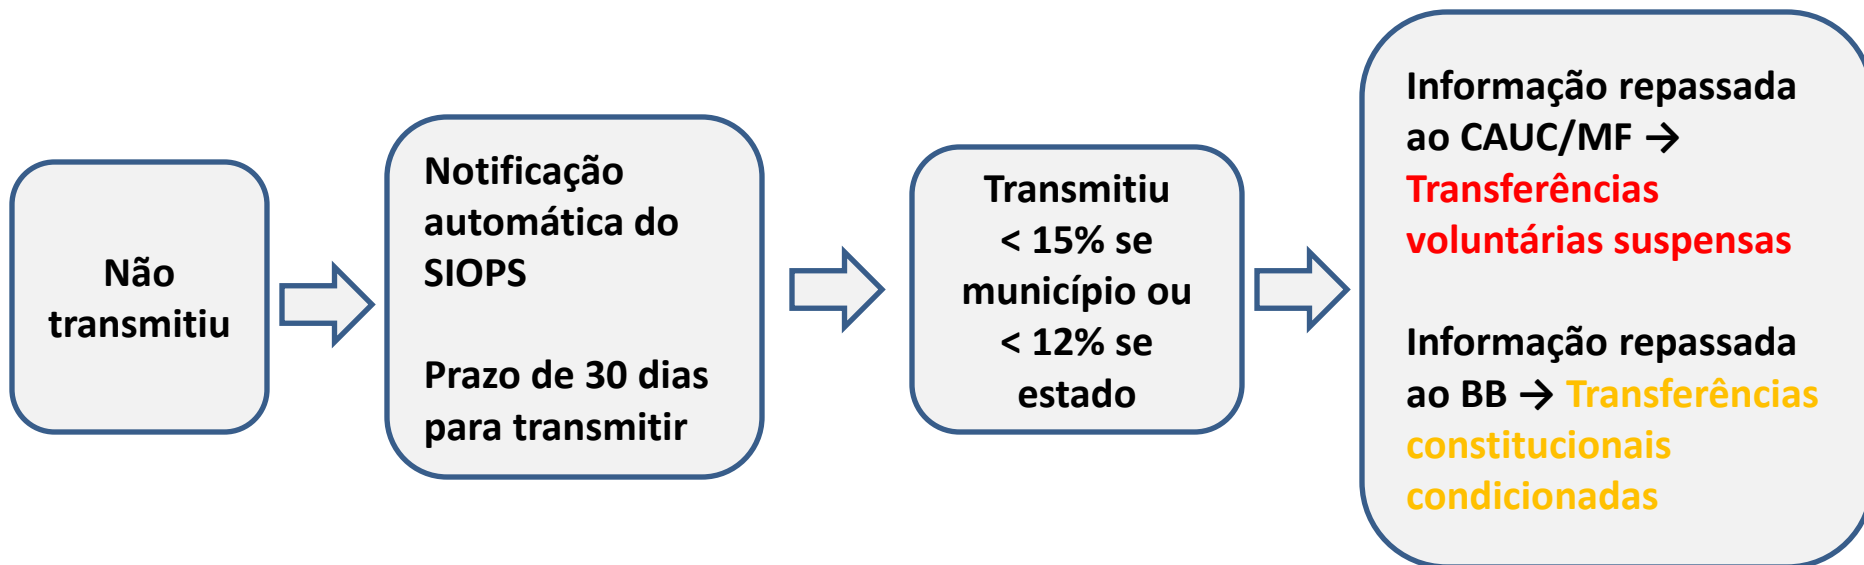 Não
transmitiu
Notificação
automática do
SIOPS
Prazo de 30 dias
para transmitir
Transmitiu
< 15% se
município ou
< 12% se
estado
Informação repassada
ao CAUC/MF →
Transferências
voluntárias suspensas
Informação repassada
ao BB → Transferências
constitucionais
condicionadas